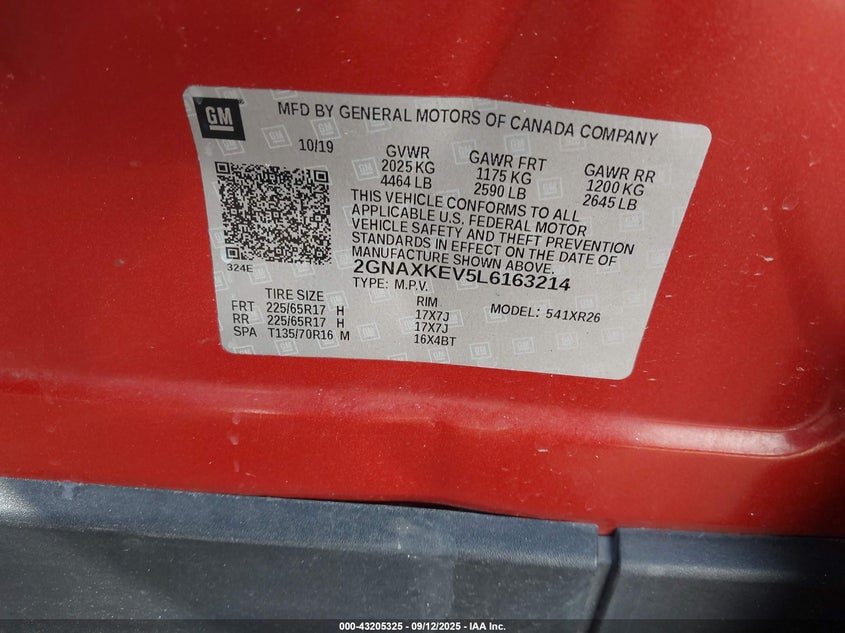 GM
MFD BY GENERAL MOTORS OF CANADA COMPANY
10/19
GVWR
2025 KG
4464 LB
GAWR FRT
1175 KG
2590 LB
GAWR RR
1200 KG
2645 LB
THIS VEHICLE CONFORMS TO ALL
APPLICABLE U.S. FEDERAL MOTOR
VEHICLE SAFETY AND THEFT PREVENTION
STANDARDS IN EFFECT ON THE DATE OF
MANUFACTURE SHOWN ABOVE.
324E
2GNAXKEV5L6163214
TYPE: M.P.V.
TIRE SIZE
RIM
MODEL: 541XR26
FRT 225/65R17 H 17X7J
RR 225/65R17 H 17X7J
SPA T135/70R16 M 16X4BT
000-43205325 - 09/12/2025 - IAA Inc.